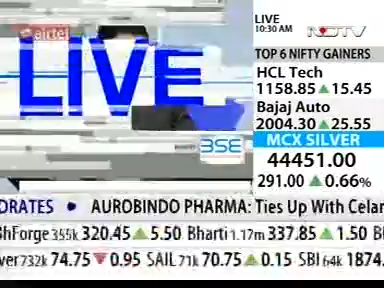 airtel
LIVE
LIVE
10:30 AM
NDTV
TOP 6 NIFTY GAINERS
HCL Tech
1158.85 ▲ 15.45
Bajaj Auto
2004.30 ▲ 25.55
MCX SILVER
44451.00
291.00 ▲ 0.66%
BSE
DRATES • AUROBINDO PHARMA: Ties Up With Celar
BhForge 355k 320.45 ▲ 5.50 Bharti 1.17m 337.85 ▲ 1.50 B
ver 732k 74.75 ▼ 0.95 SAIL 71k 70.75 ▲ 0.15 SBI 64k 1874.